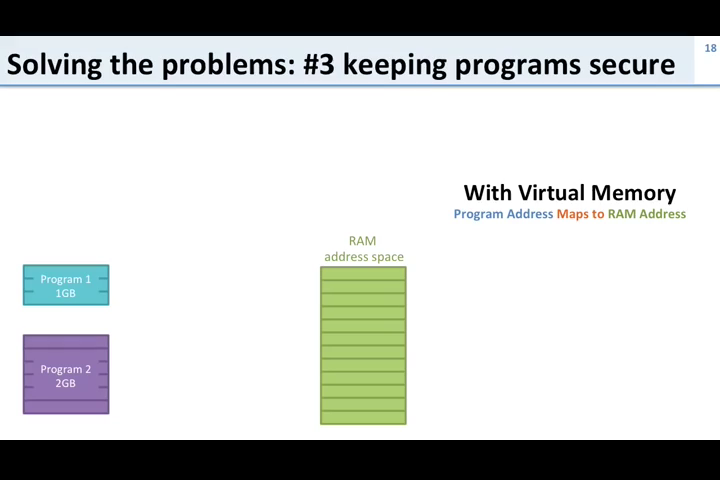 Solving the problems: #3 keeping programs secure
18
With Virtual Memory
Program Address Maps to RAM Address
RAM
address space
Program 1
1GB
Program 2
2GB